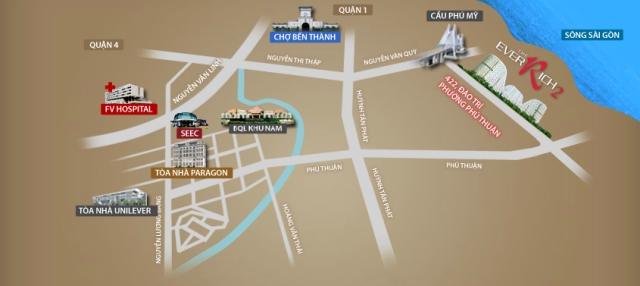 QUẬN 1
CẦU PHÚ MỸ
SÔNG SÀI GÒN
QUẬN 4
CHỢ BẾN THÀNH
THE
EVER RICH 2
NGUYỄN THỊ THẬP
NGUYỄN VĂN QUỲ
NGUYỄN VĂN LINH
422, ĐÀO TRÍ
PHƯỜNG PHÚ THUẬN
FV HOSPITAL
SEEC
BQL KHU NAM
HUỲNH TẤN PHÁT
TÒA NHÀ PARAGON
PHÚ THUẬN
PHÚ THUẬN
HUỲNH TẤN PHÁT
TÒA NHÀ UNILEVER
NGUYỄN LƯƠNG BẰNG
HOÀNG VĂN THÁI